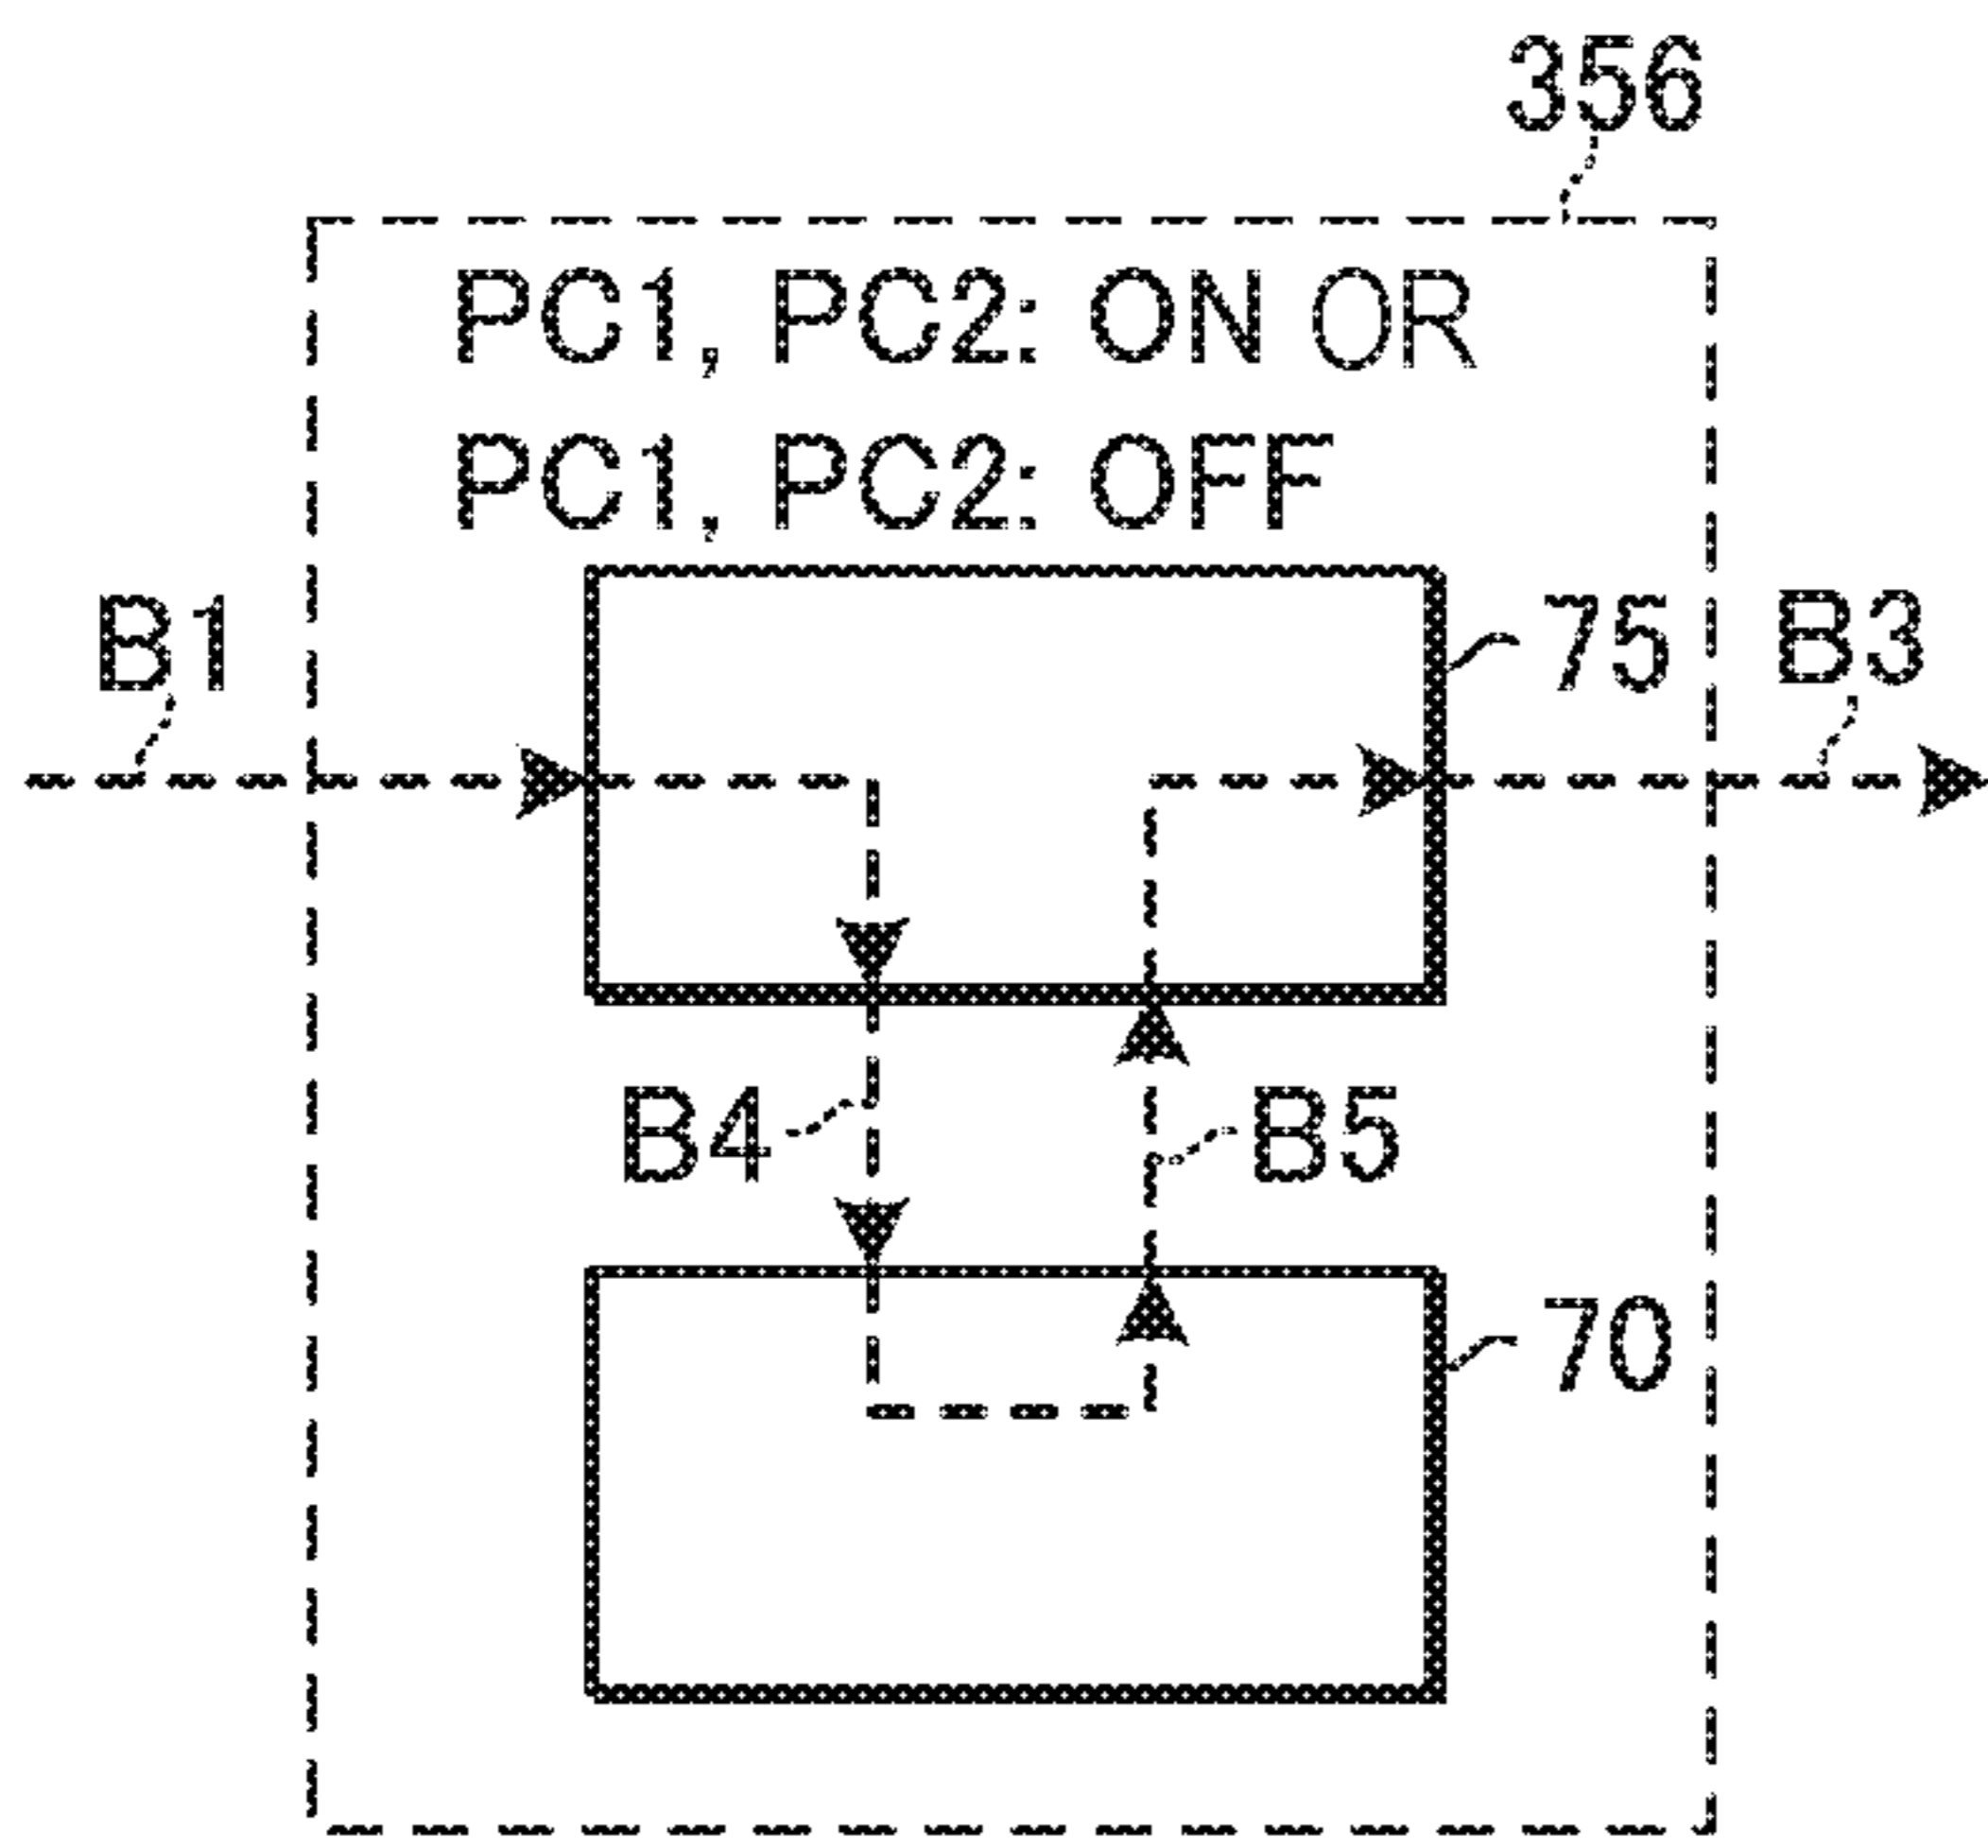 356
PC1, PC2: ON OR
PC1, PC2: OFF
B1
75
B3
B4
B5
70